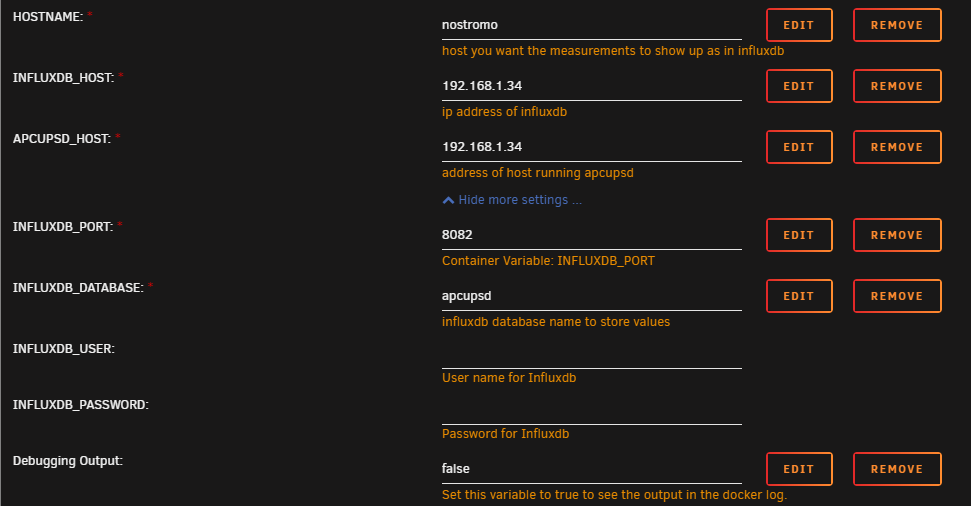 HOSTNAME: *
nostromo
EDIT
REMOVE
host you want the measurements to show up as in influxdb
INFLUXDB_HOST: *
192.168.1.34
EDIT
REMOVE
ip address of influxdb
APCUPSD_HOST: *
192.168.1.34
EDIT
REMOVE
address of host running apcupsd
Hide more settings ...
INFLUXDB_PORT: *
8082
EDIT
REMOVE
Container Variable: INFLUXDB_PORT
INFLUXDB_DATABASE: *
apcupsd
EDIT
REMOVE
influxdb database name to store values
INFLUXDB_USER:
User name for Influxdb
INFLUXDB_PASSWORD:
Password for Influxdb
Debugging Output:
false
EDIT
REMOVE
Set this variable to true to see the output in the docker log.